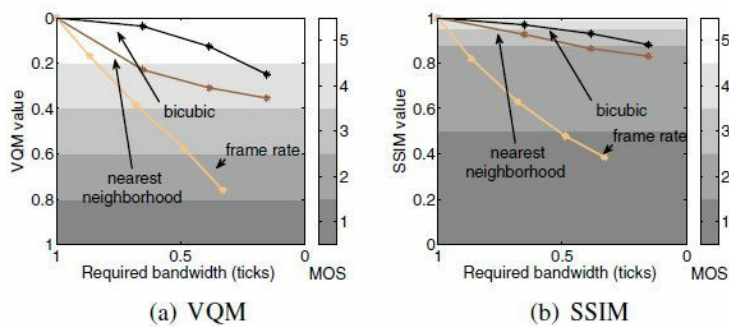 0
0.2
0.4
0.6
0.8
1
VQM value
bicubic
nearest
neighborhood
frame rate
1
0.5
0
Required bandwidth (ticks)
5
4
3
2
1
MOS
(a) VQM
1
0.8
0.6
0.4
0.2
0
SSIM value
bicubic
nearest
neighborhood
frame rate
1
0.5
0
Required bandwidth (ticks)
5
4
3
2
1
MOS
(b) SSIM